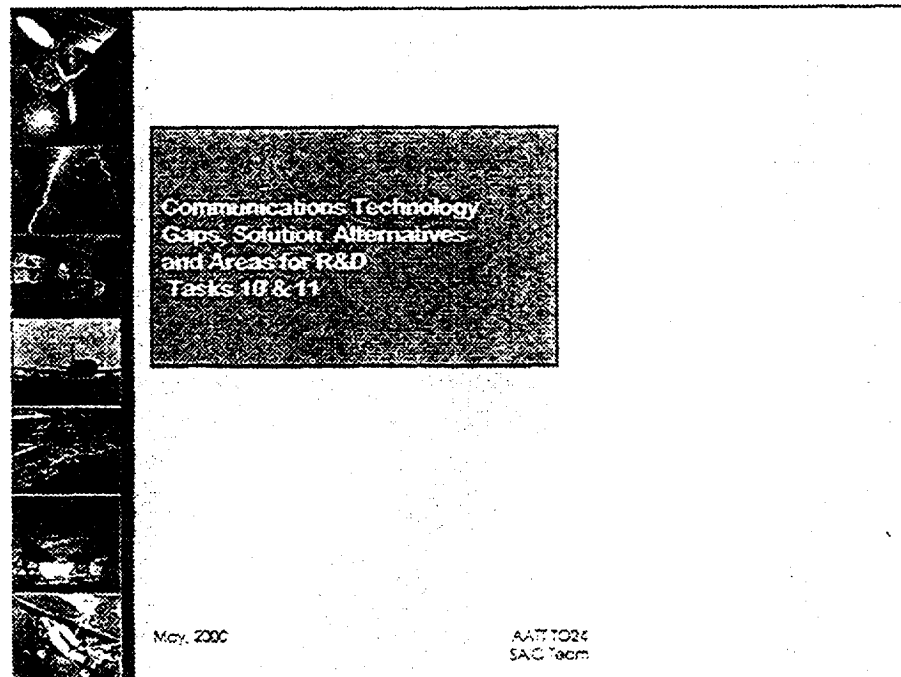 Communications Technology
Gaps, Solution Alternatives
and Areas for R&D
Tasks 10 & 11
May, 2000
AATT TO24
SAIC Team